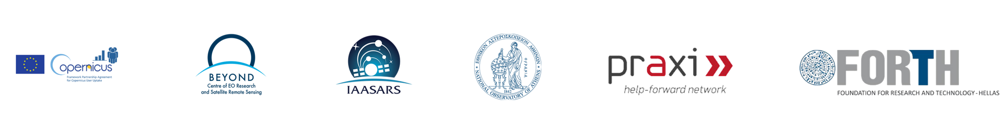 Copernicus
Framework Partnership Agreement
for Copernicus User Uptake
BEYOND
Centre of EO Research
and Satellite Remote Sensing
IAASARS
ΕΘΝΙΚΟΝ ΑΣΤΕΡΟΣΚΟΠΕΙΟΝ ΑΘΗΝΩΝ
ΟΥΡΑΝΙΑ
1842
NATIONAL OBSERVATORY OF ATHENS
praxi
help-forward network
FORTH
FOUNDATION FOR RESEARCH AND TECHNOLOGY - HELLAS